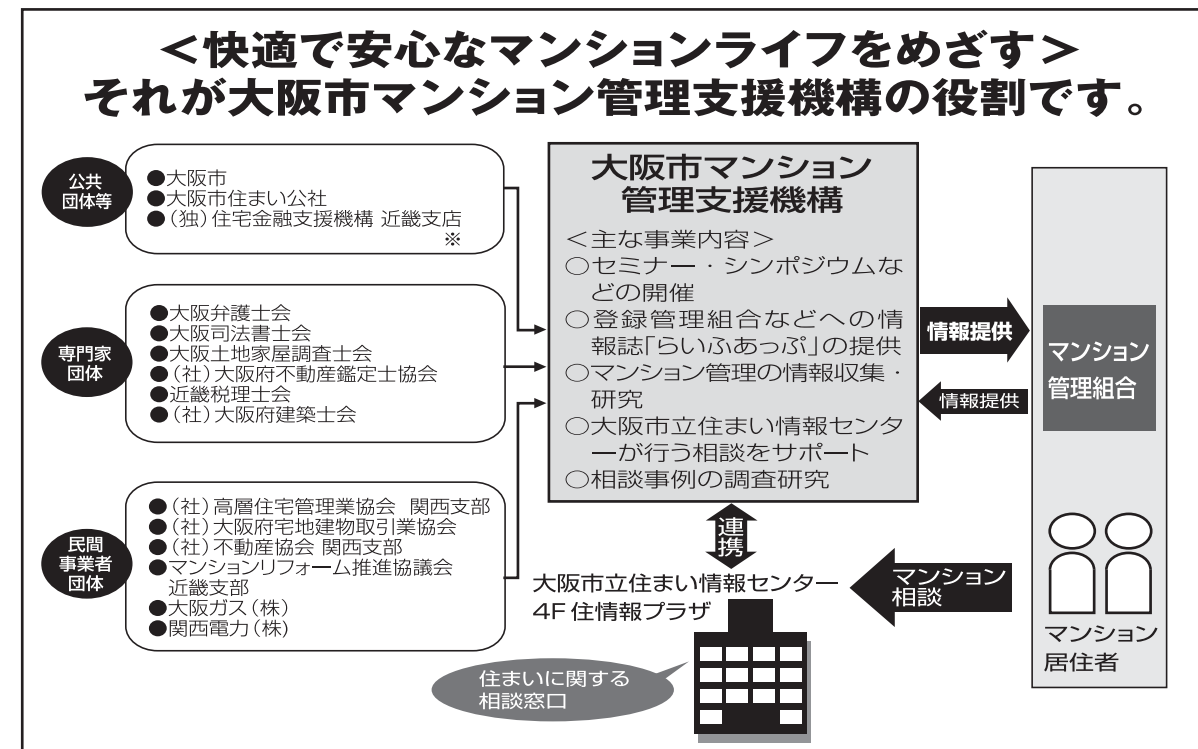 ＜快適で安心なマンションライフをめざす＞
それが大阪市マンション管理支援機構の役割です。
公共
団体等
●大阪市
●大阪市住まい公社
●（独）住宅金融支援機構 近畿支店
※
専門家
団体
●大阪弁護士会
●大阪司法書士会
●大阪土地家屋調査士会
●（社）大阪府不動産鑑定士協会
●近畿税理士会
●（社）大阪府建築士会
民間
事業者
団体
●（社）高層住宅管理業協会 関西支部
●（社）大阪府宅地建物取引業協会
●（社）不動産協会 関西支部
●マンションリフォーム推進協議会
近畿支部
●大阪ガス（株）
●関西電力（株）
大阪市マンション
管理支援機構
＜主な事業内容＞
○セミナー・シンポジウムな
どの開催
○登録管理組合などへの情
報誌「らいふあっぷ」の提供
○マンション管理の情報収集・
研究
○大阪市立住まい情報センタ
ーが行う相談をサポート
○相談事例の調査研究
情報提供
情報提供
マンション
管理組合
連携
大阪市立住まい情報センター
4F 住情報プラザ
マンション
相談
マンション
居住者
住まいに関する
相談窓口